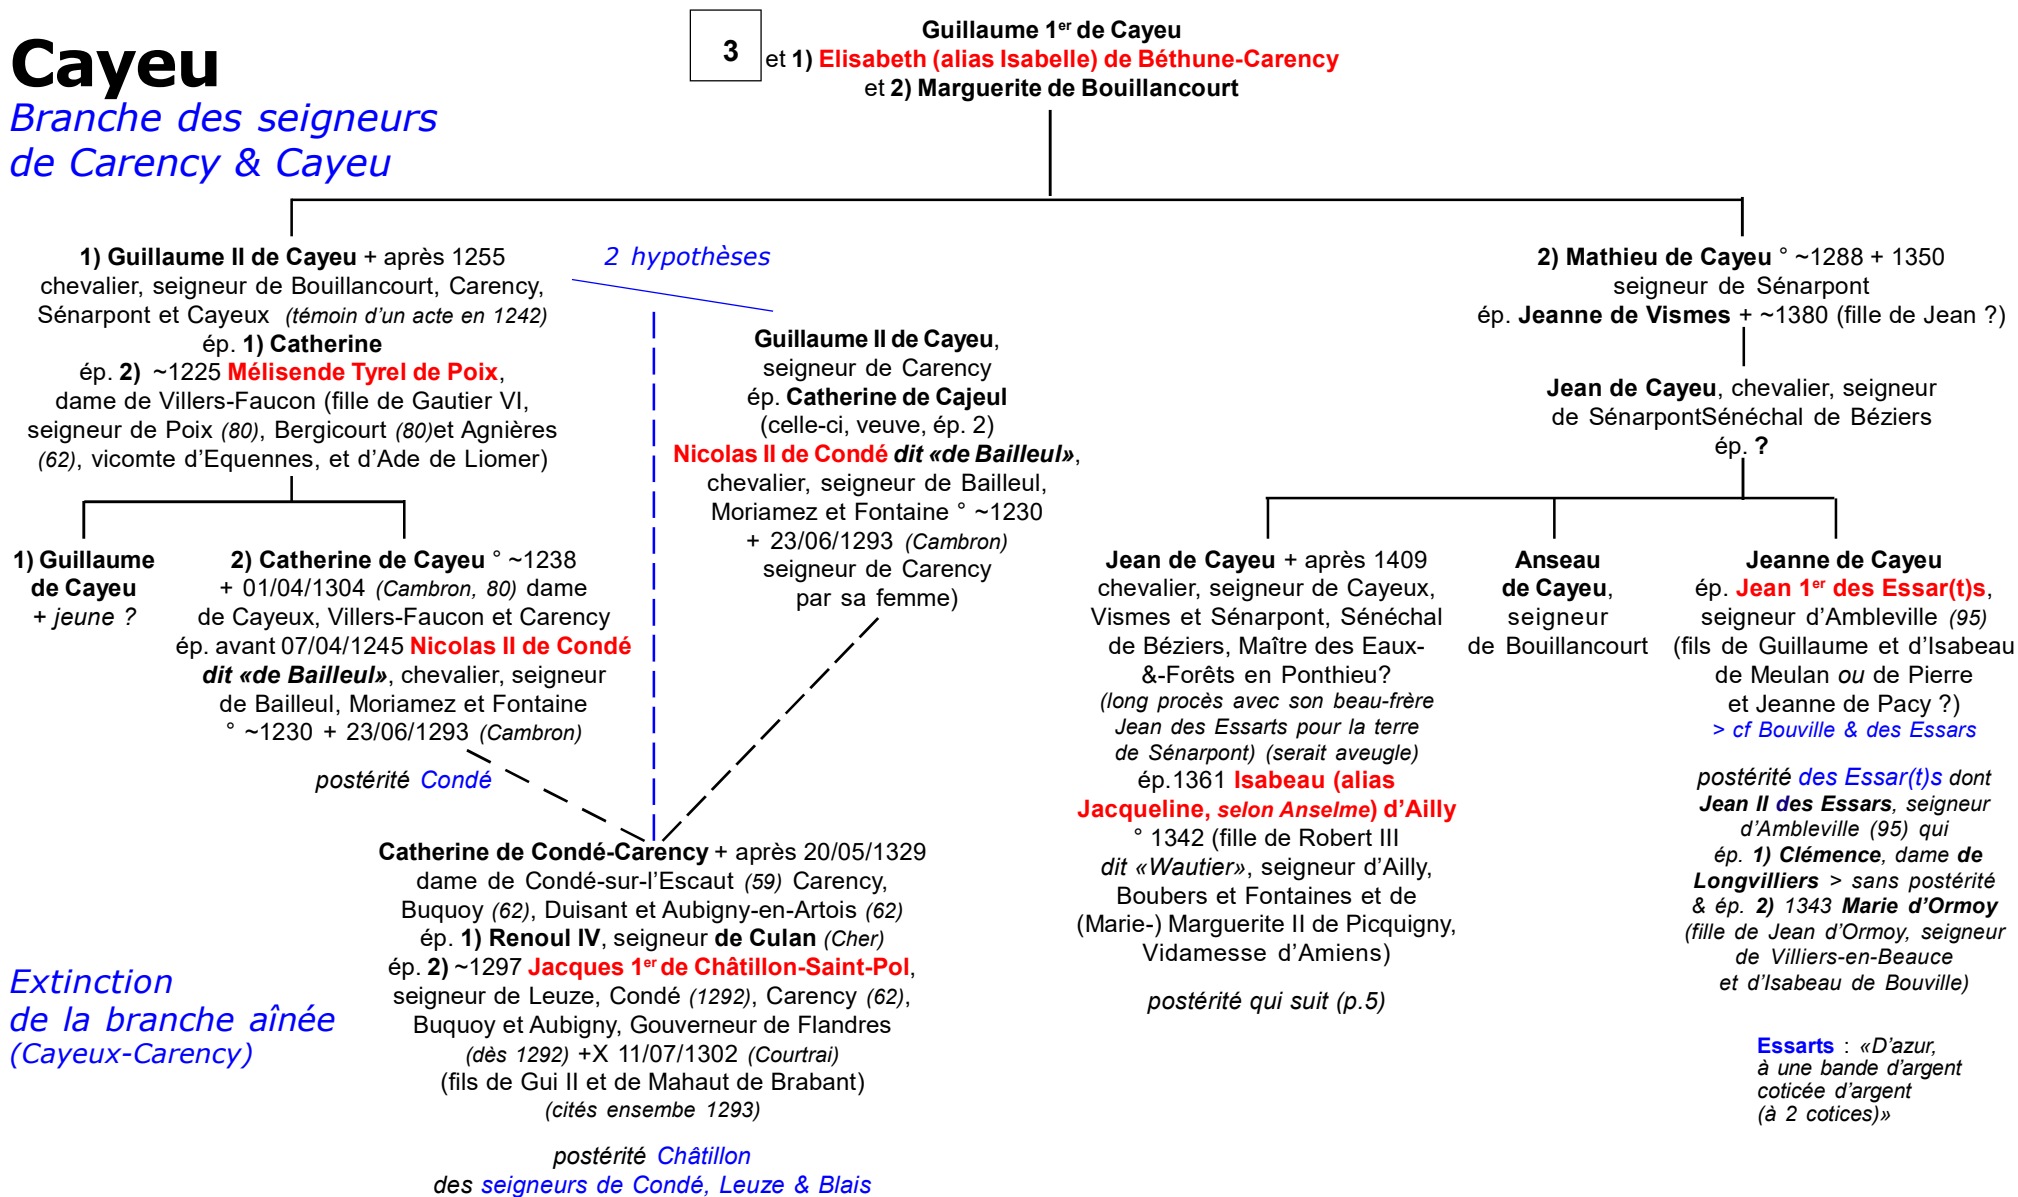 Cayeu
Branche des seigneurs
de Carency & Cayeu
3
Guillaume 1er de Cayeu
et 1) Elisabeth (alias Isabelle) de Béthune-Carency
et 2) Marguerite de Bouillancourt
1) Guillaume II de Cayeu + après 1255
chevalier, seigneur de Bouillancourt, Carency,
Sénarpont et Cayeux (témoin d’un acte en 1242)
ép. 1) Catherine
ép. 2) ~1225 Mélisende Tyrel de Poix,
dame de Villers-Faucon (fille de Gautier VI,
seigneur de Poix (80), Bergicourt (80)et Agnières
(62), vicomte d’Equennes, et d’Ade de Liomer)
2 hypothèses
Guillaume II de Cayeu,
seigneur de Carency
ép. Catherine de Cajeul
(celle-ci, veuve, ép. 2)
Nicolas II de Condé dit «de Bailleul»,
chevalier, seigneur de Bailleul,
Moriamez et Fontaine ° ~1230
+ 23/06/1293 (Cambron)
seigneur de Carency
par sa femme)
2) Mathieu de Cayeu ° ~1288 + 1350
seigneur de Sénarpont
ép. Jeanne de Vismes + ~1380 (fille de Jean ?)
Jean de Cayeu, chevalier, seigneur
de SénarpontSénéchal de Béziers
ép. ?
1) Guillaume
de Cayeu
+ jeune ?
2) Catherine de Cayeu ° ~1238
+ 01/04/1304 (Cambron, 80) dame
de Cayeux, Villers-Faucon et Carency
ép. avant 07/04/1245 Nicolas II de Condé
dit «de Bailleul», chevalier, seigneur
de Bailleul, Moriamez et Fontaine
° ~1230 + 23/06/1293 (Cambron)
postérité Condé
Jean de Cayeu + après 1409
chevalier, seigneur de Cayeux,
Vismes et Sénarpont, Sénéchal
de Béziers, Maître des Eaux-
&-Forêts en Ponthieu?
(long procès avec son beau-frère
Jean des Essarts pour la terre
de Sénarpont) (serait aveugle)
ép.1361 Isabeau (alias
Jacqueline, selon Anselme) d’Ailly
° 1342 (fille de Robert III
dit «Wautier», seigneur d’Ailly,
Boubers et Fontaines et de
(Marie-) Marguerite II de Picquigny,
Vidamesse d’Amiens)
postérité qui suit (p.5)
Anseau
de Cayeu,
seigneur
de Bouillancourt
Jeanne de Cayeu
ép. Jean 1er des Essar(t)s,
seigneur d’Ambleville (95)
(fils de Guillaume et d’Isabeau
de Meulan ou de Pierre
et Jeanne de Pacy ?)
> cf Bouville & des Essars
postérité des Essar(t)s dont
Jean II des Essars, seigneur
d’Ambleville (95) qui
ép. 1) Clémence, dame de
Longvilliers > sans postérité
& ép. 2) 1343 Marie d’Ormoy
(fille de Jean d’Ormoy, seigneur
de Villiers-en-Beauce
et d’Isabeau de Bouville)
Essarts : «D’azur,
à une bande d’argent
coticée d’argent
(à 2 cotices)»
Catherine de Condé-Carency + après 20/05/1329
dame de Condé-sur-l’Escaut (59) Carency,
Buquoy (62), Duisant et Aubigny-en-Artois (62)
ép. 1) Renoul IV, seigneur de Culan (Cher)
ép. 2) ~1297 Jacques 1er de Châtillon-Saint-Pol,
seigneur de Leuze, Condé (1292), Carency (62),
Buquoy et Aubigny, Gouverneur de Flandres
(dès 1292) +X 11/07/1302 (Courtrai)
(fils de Gui II et de Mahaut de Brabant)
(cités ensembe 1293)
postérité Châtillon
des seigneurs de Condé, Leuze & Blais
Extinction
de la branche aînée
(Cayeux-Carency)